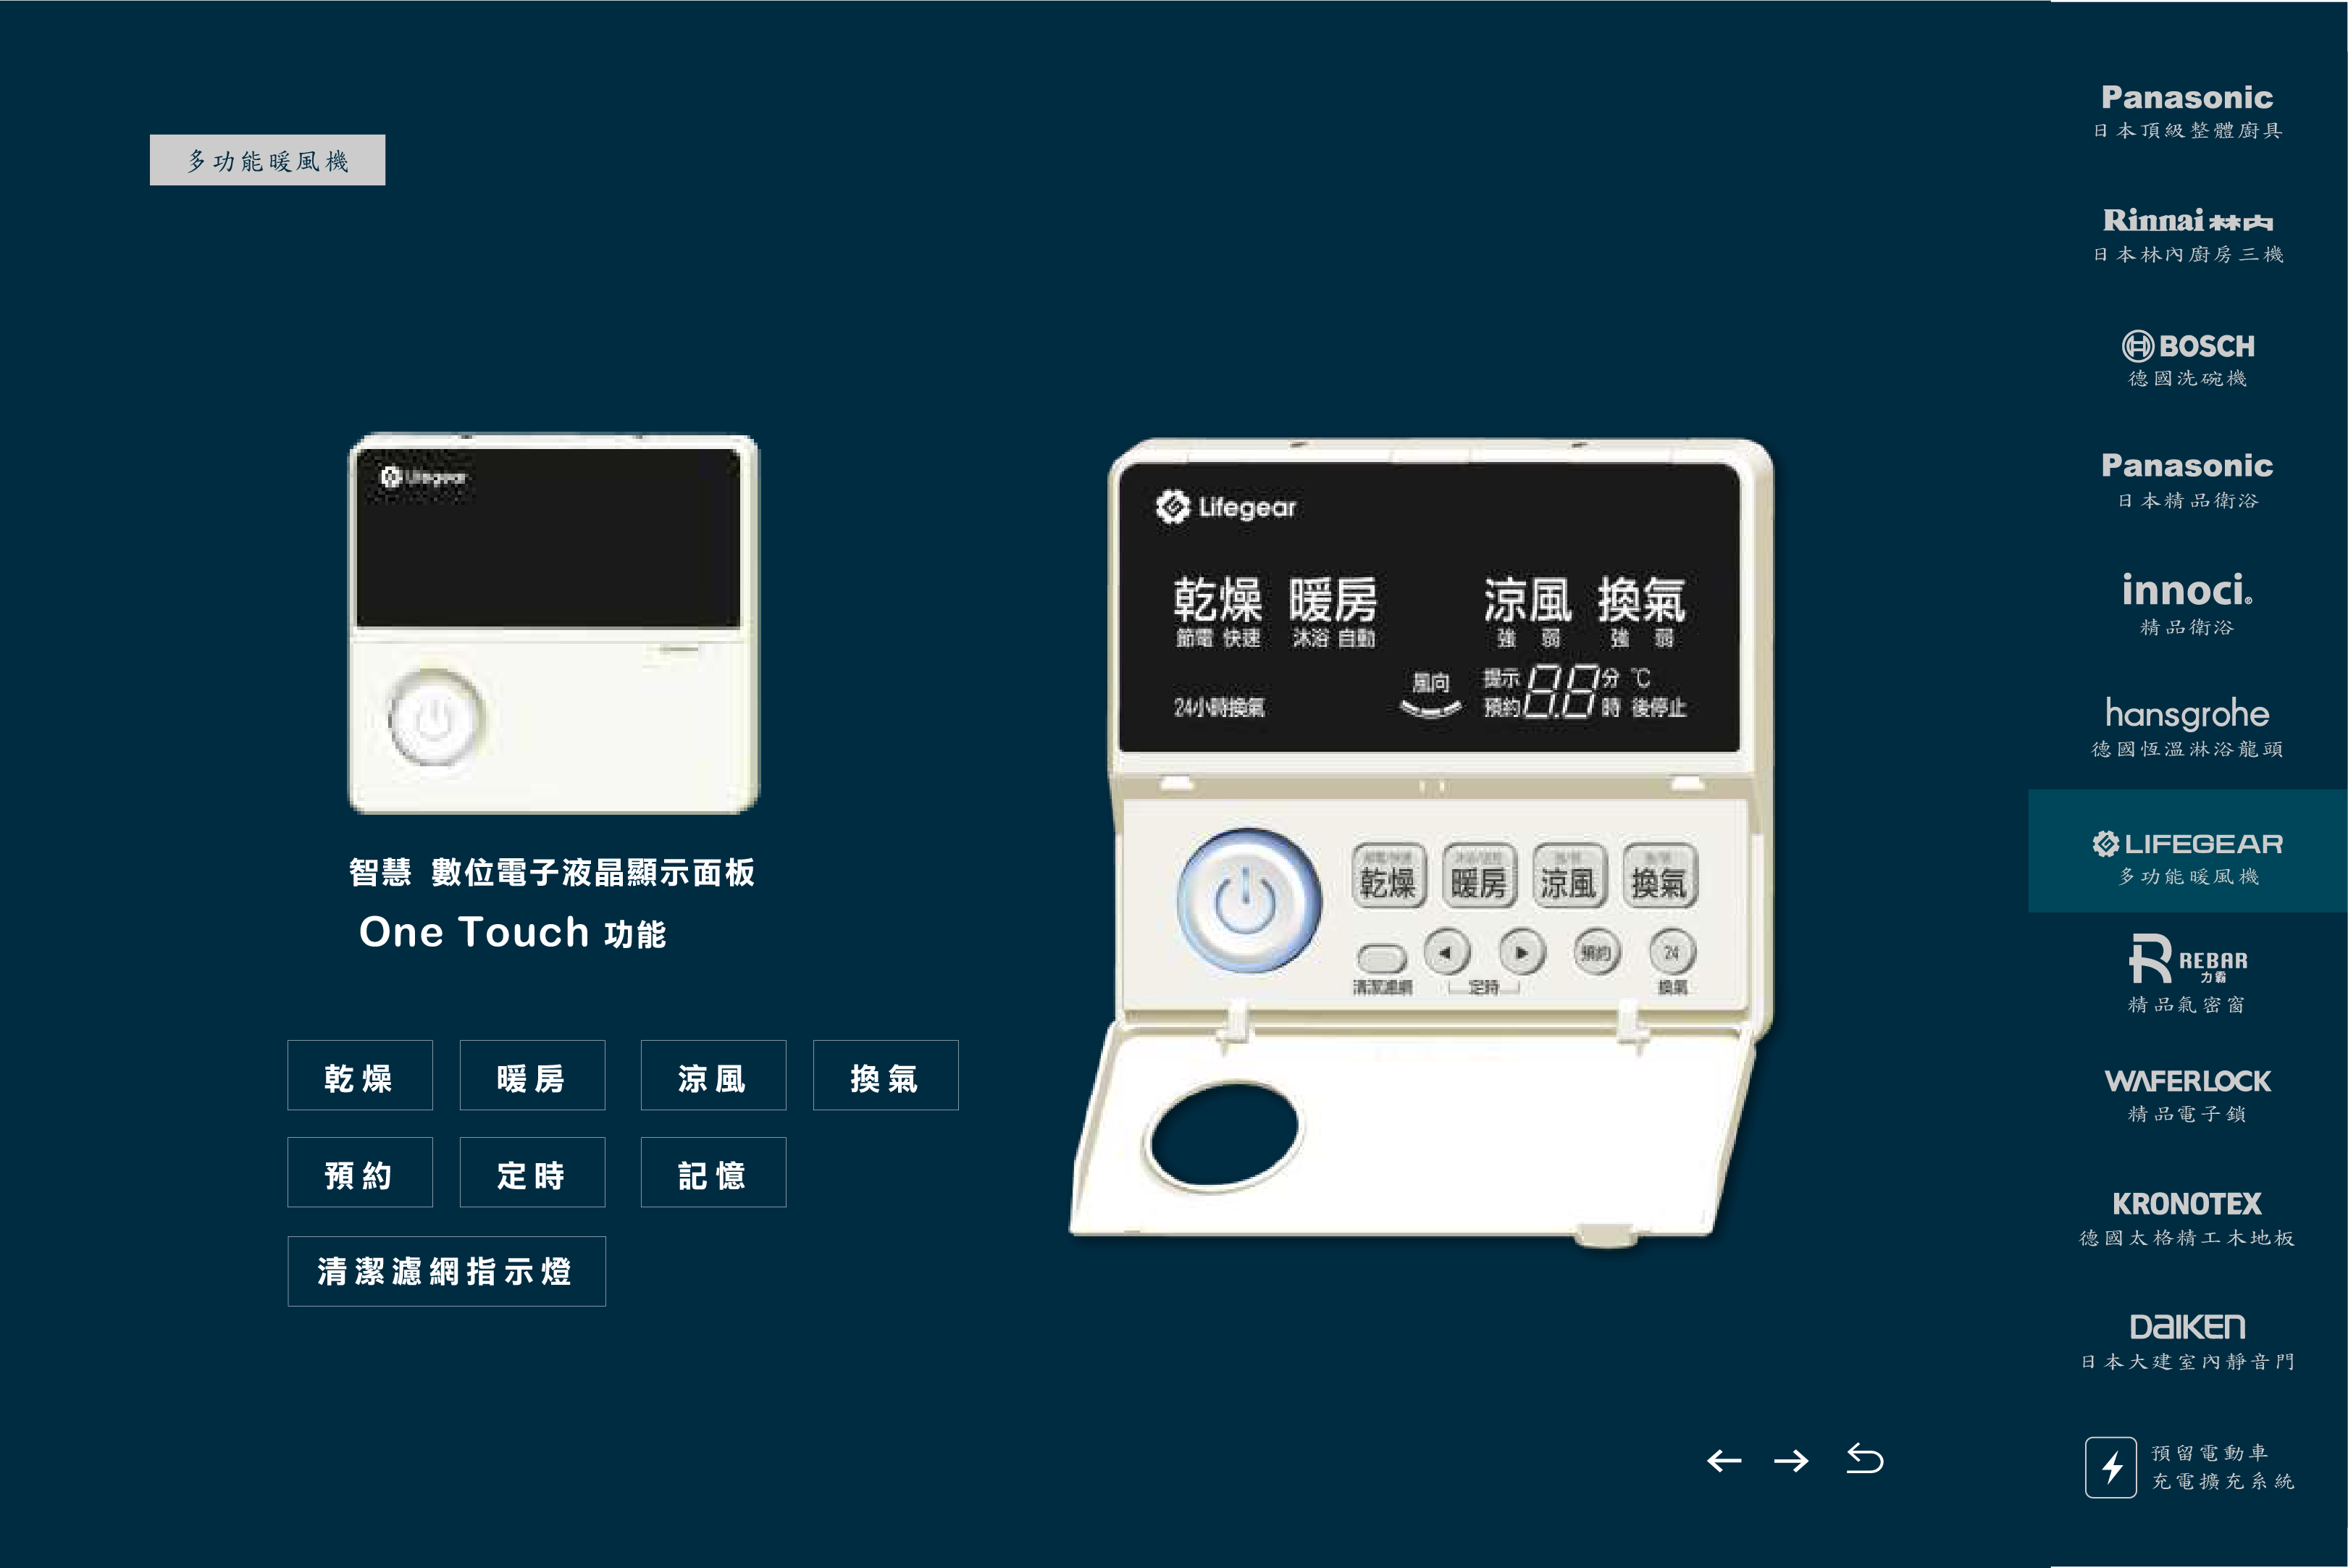 多功能暖風機
Lifegear
智慧 數位電子液晶顯示面板
One Touch 功能
乾燥 暖房 涼風 換氣
預約 定時 記憶
清潔濾網指示燈
Lifegear
乾燥 暖房 涼風 換氣
節電 快速 沐浴 自動 強 弱 強 弱
風向 提示 88 分 ℃
24小時換氣 預約 時 後停止
乾燥 暖房 涼風 換氣
預約 24
清潔濾網 定時 換氣
Panasonic
日本頂級整體廚具
Rinnai 林内
日本林內廚房三機
BOSCH
德國洗碗機
Panasonic
日本精品衛浴
innoci®
精品衛浴
hansgrohe
德國恆溫淋浴龍頭
LIFEGEAR
多功能暖風機
REBAR
力霸
精品氣密窗
WAFERLOCK
精品電子鎖
KRONOTEX
德國太格精工木地板
DAIKEN
日本大建室內靜音門
預留電動車
充電擴充系統